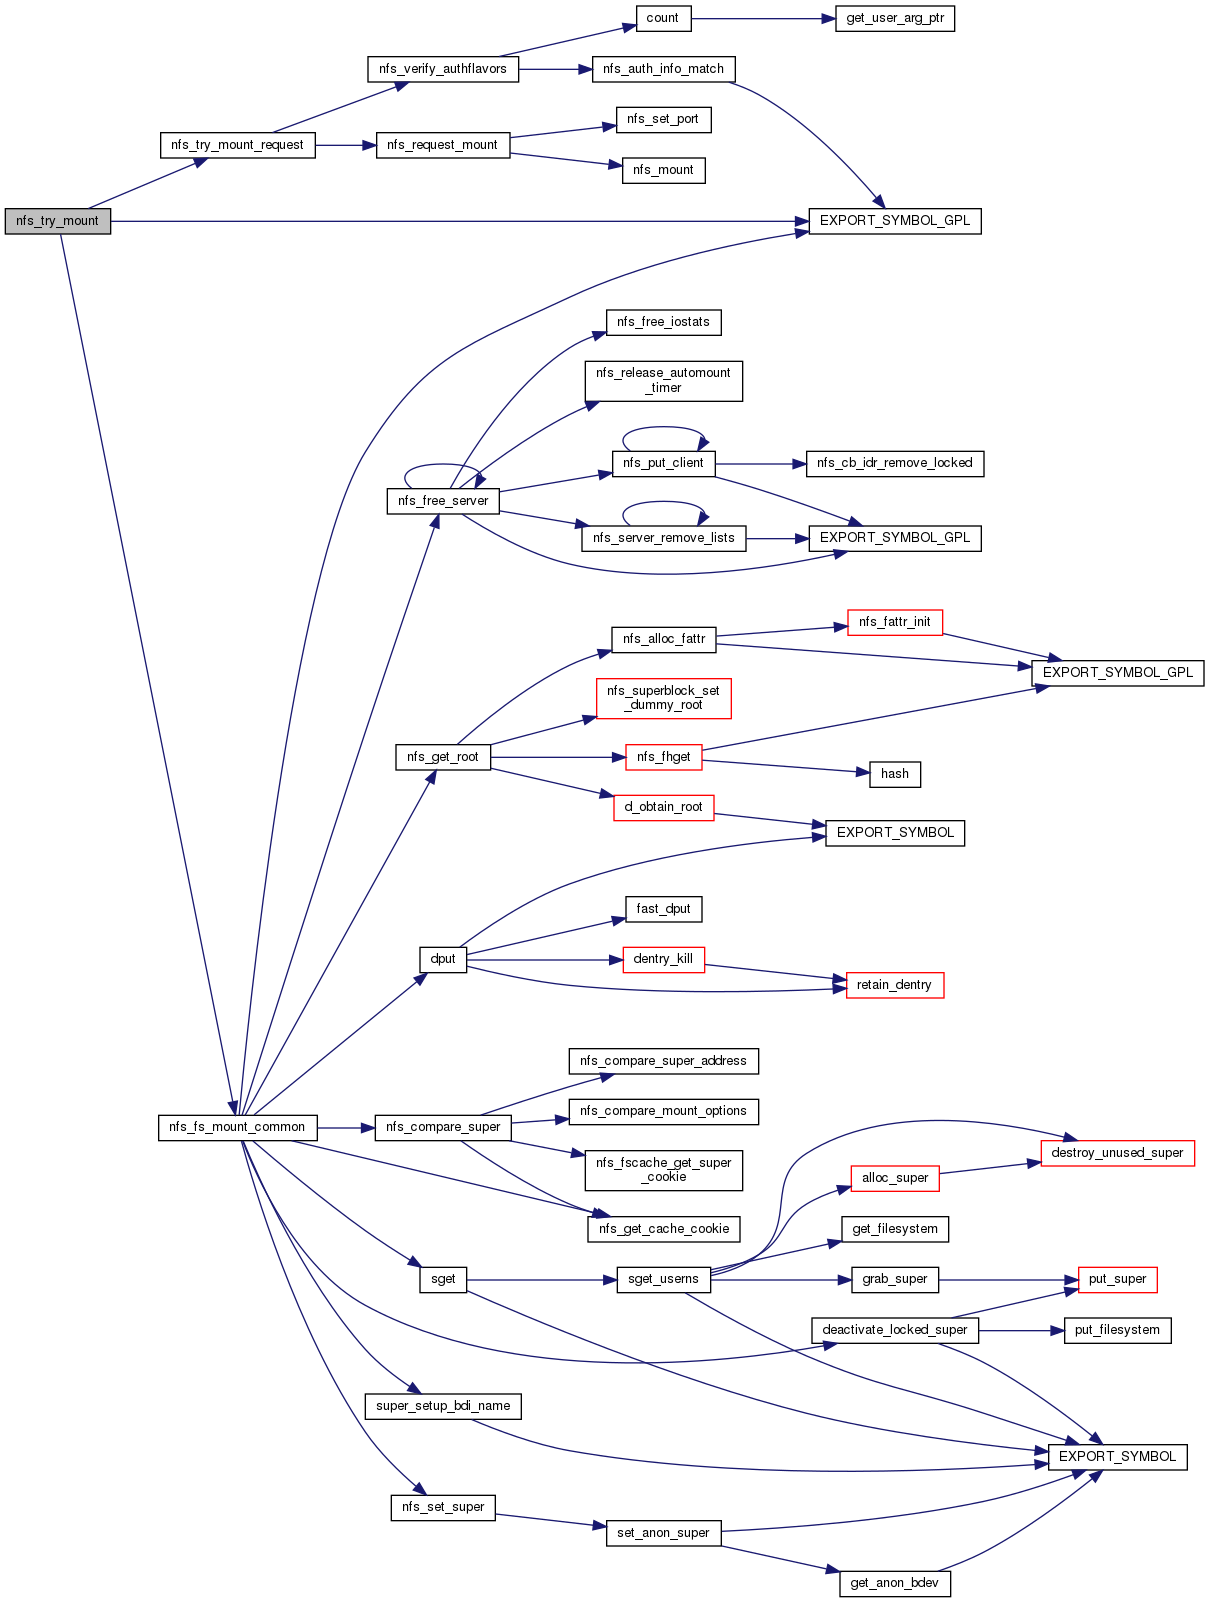 count
get_user_arg_ptr
nfs_verify_authflavors
nfs_auth_info_match
nfs_set_port
nfs_try_mount_request
nfs_request_mount
nfs_mount
nfs_try_mount
EXPORT_SYMBOL_GPL
nfs_free_iostats
nfs_release_automount
_timer
nfs_put_client
nfs_cb_idr_remove_locked
nfs_free_server
nfs_server_remove_lists
EXPORT_SYMBOL_GPL
nfs_fattr_init
nfs_alloc_fattr
EXPORT_SYMBOL_GPL
nfs_superblock_set
_dummy_root
nfs_get_root
nfs_fhget
hash
d_obtain_root
EXPORT_SYMBOL
fast_dput
dput
dentry_kill
retain_dentry
nfs_compare_super_address
nfs_compare_mount_options
nfs_fs_mount_common
nfs_compare_super
destroy_unused_super
nfs_fscache_get_super
_cookie
alloc_super
nfs_get_cache_cookie
get_filesystem
sget
sget_userns
grab_super
put_super
deactivate_locked_super
put_filesystem
super_setup_bdi_name
EXPORT_SYMBOL
nfs_set_super
set_anon_super
get_anon_bdev